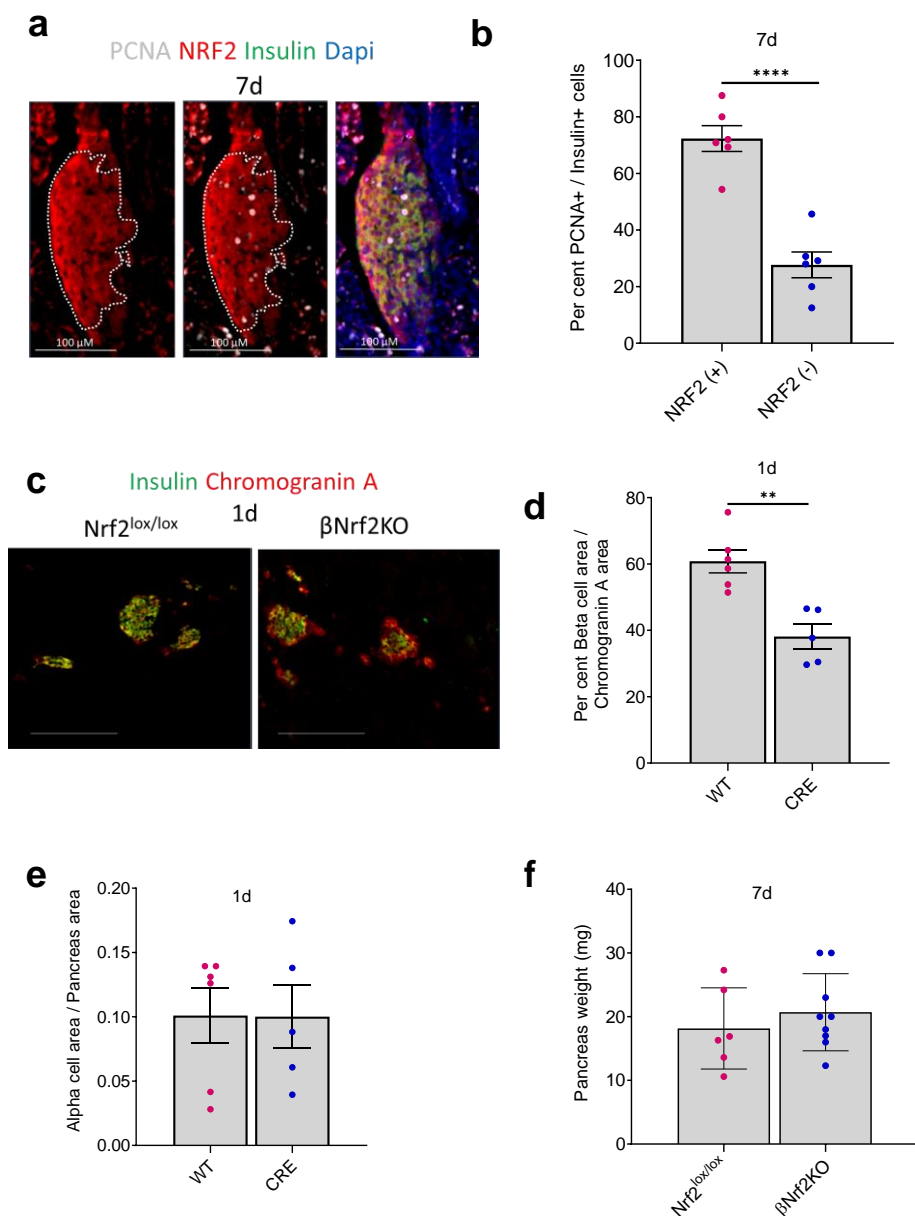 a
PCNA NRF2 Insulin Dapi
7d
100 µM
100 µM
100 µM
b
7d
****
Per cent PCNA+ / Insulin+ cells
100
80
60
40
20
0
NRF2 (+)
NRF2 (-)
c
Insulin Chromogranin A
1d
Nrf2lox/lox
βNrf2KO
d
1d
**
Per cent Beta cell area /
Chromogranin A area
80
60
40
20
0
WT
CRE
e
1d
Alpha cell area / Pancreas area
0.20
0.15
0.10
0.05
0.00
WT
CRE
f
7d
Pancreas weight (mg)
40
30
20
10
0
Nrf2lox/lox
βNrf2KO